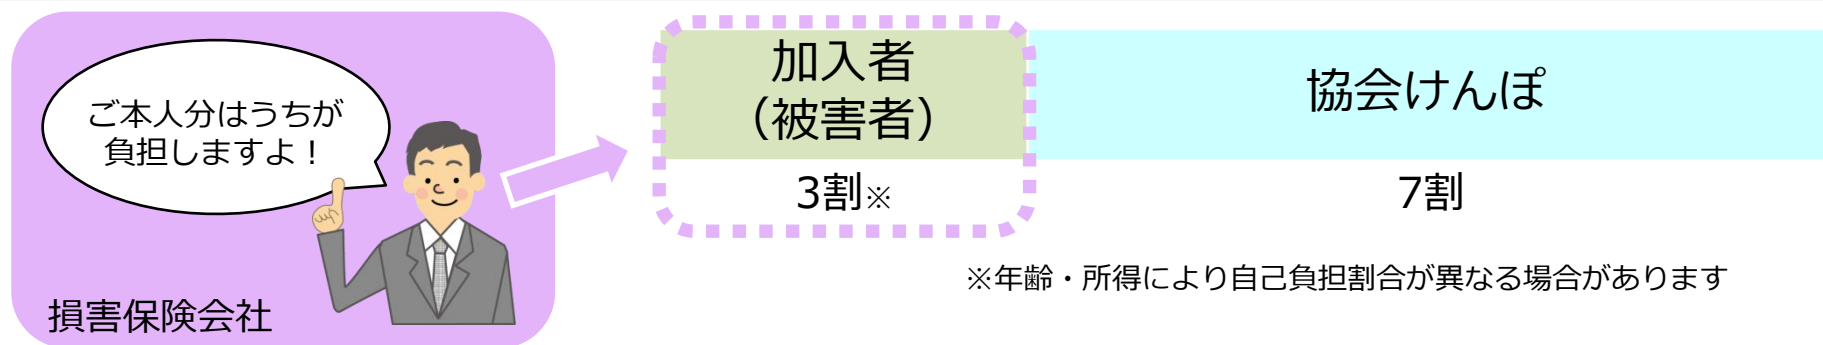 ご本人分はうちが
負担しますよ!
損害保険会社
加入者
(被害者)
3割※
協会けんぽ
7割
※年齢・所得により自己負担割合が異なる場合があります